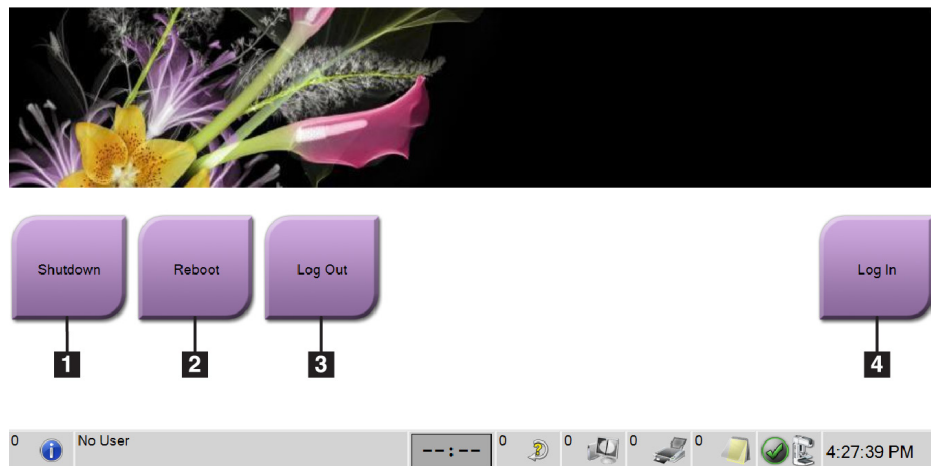 Shutdown
Reboot
Log Out
Log In
1
2
3
4
0
No User
--:--
0
0
0
0
4:27:39 PM